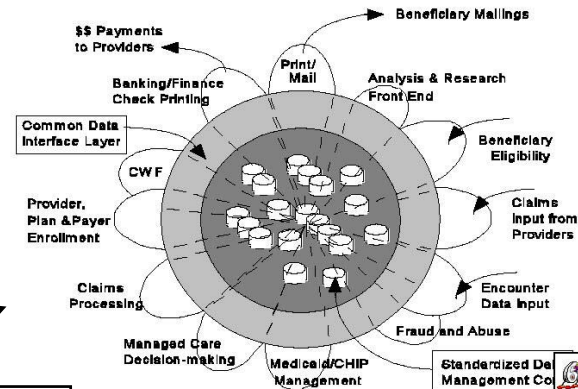 Beneficiary Mailings
$$ Payments
to Providers
Print/
Mail
Banking/Finance
Check Printing
Analysis & Research
Front End
Common Data
Interface Layer
Beneficiary
Eligibility
CWF
Provider,
Plan &Payer
Enrollment
Claims
Input from
Providers
Claims
Processing
Encounter
Data Input
Fraud and Abuse
Managed Care
Decision-making
Medicaid/CHIP
Management
Standardized
Management